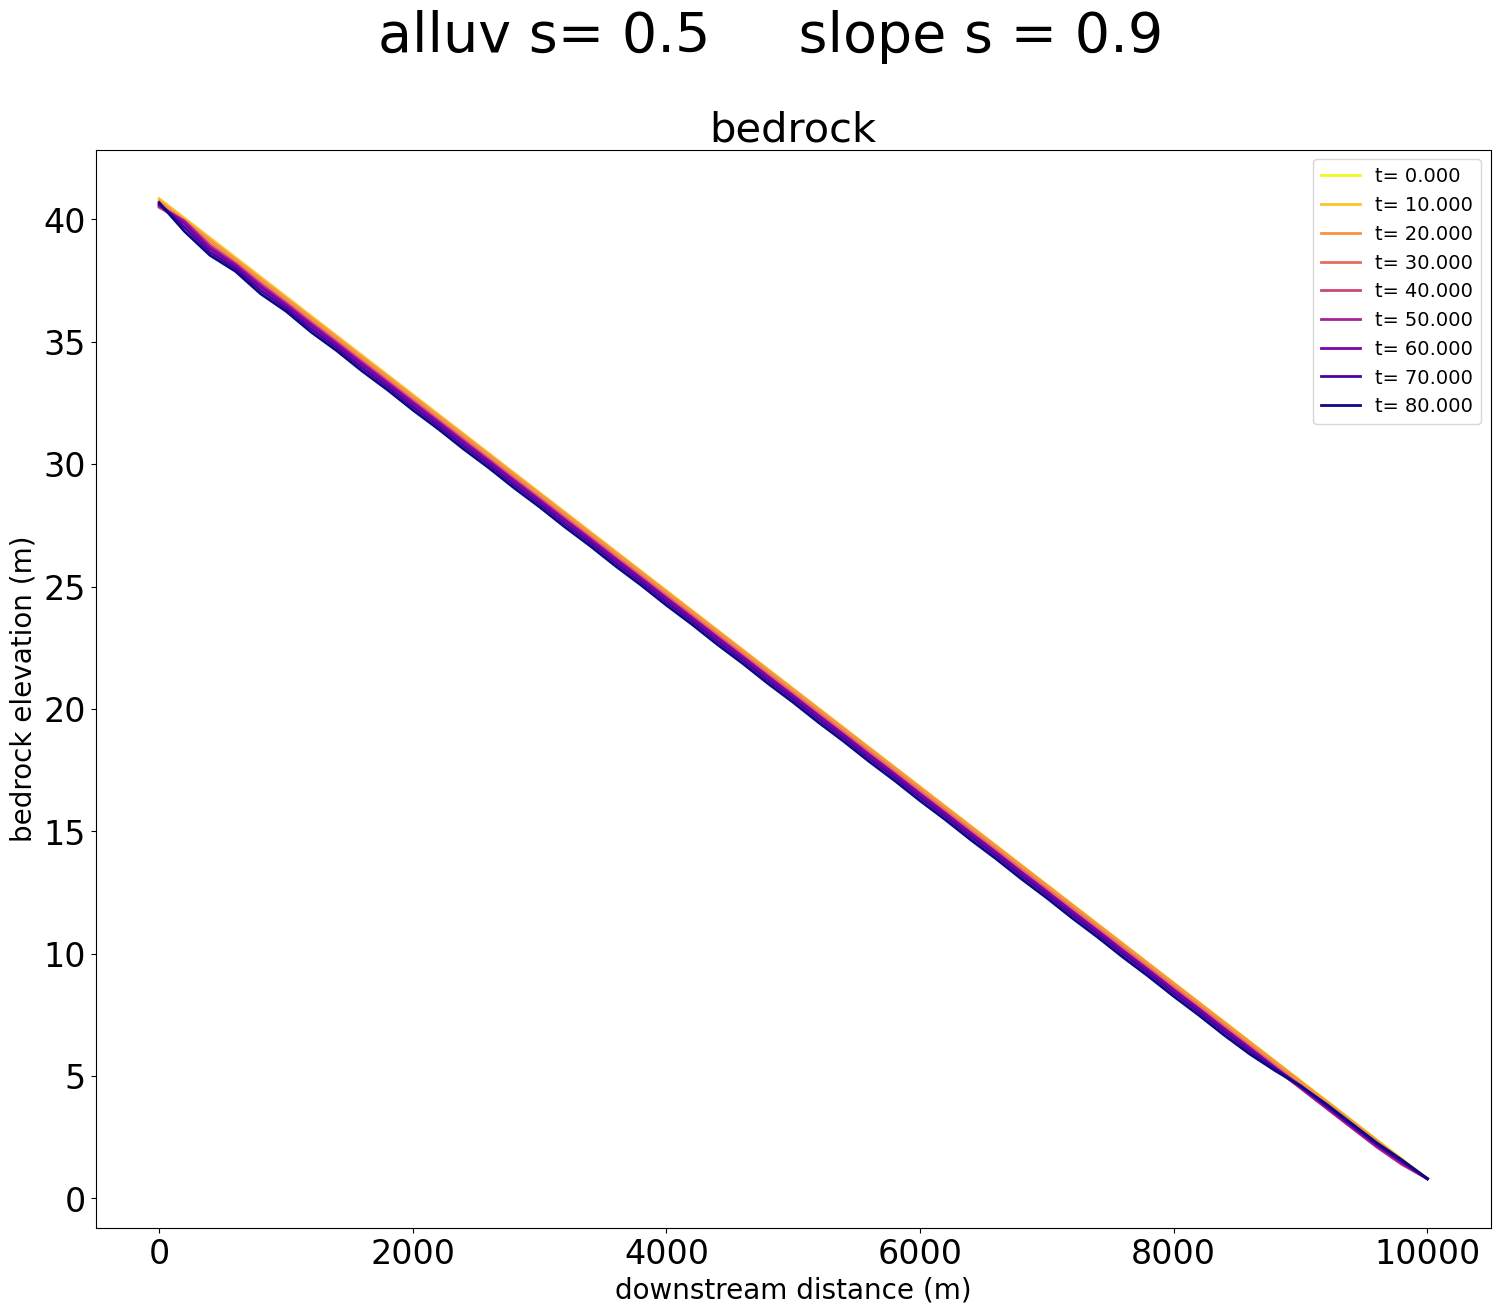 alluv s= 0.5     slope s = 0.9
bedrock
t= 0.000
t= 10.000
t= 20.000
t= 30.000
t= 40.000
t= 50.000
t= 60.000
t= 70.000
t= 80.000
bedrock elevation (m)
40
35
30
25
20
15
10
5
0
0 2000 4000 6000 8000 10000
downstream distance (m)